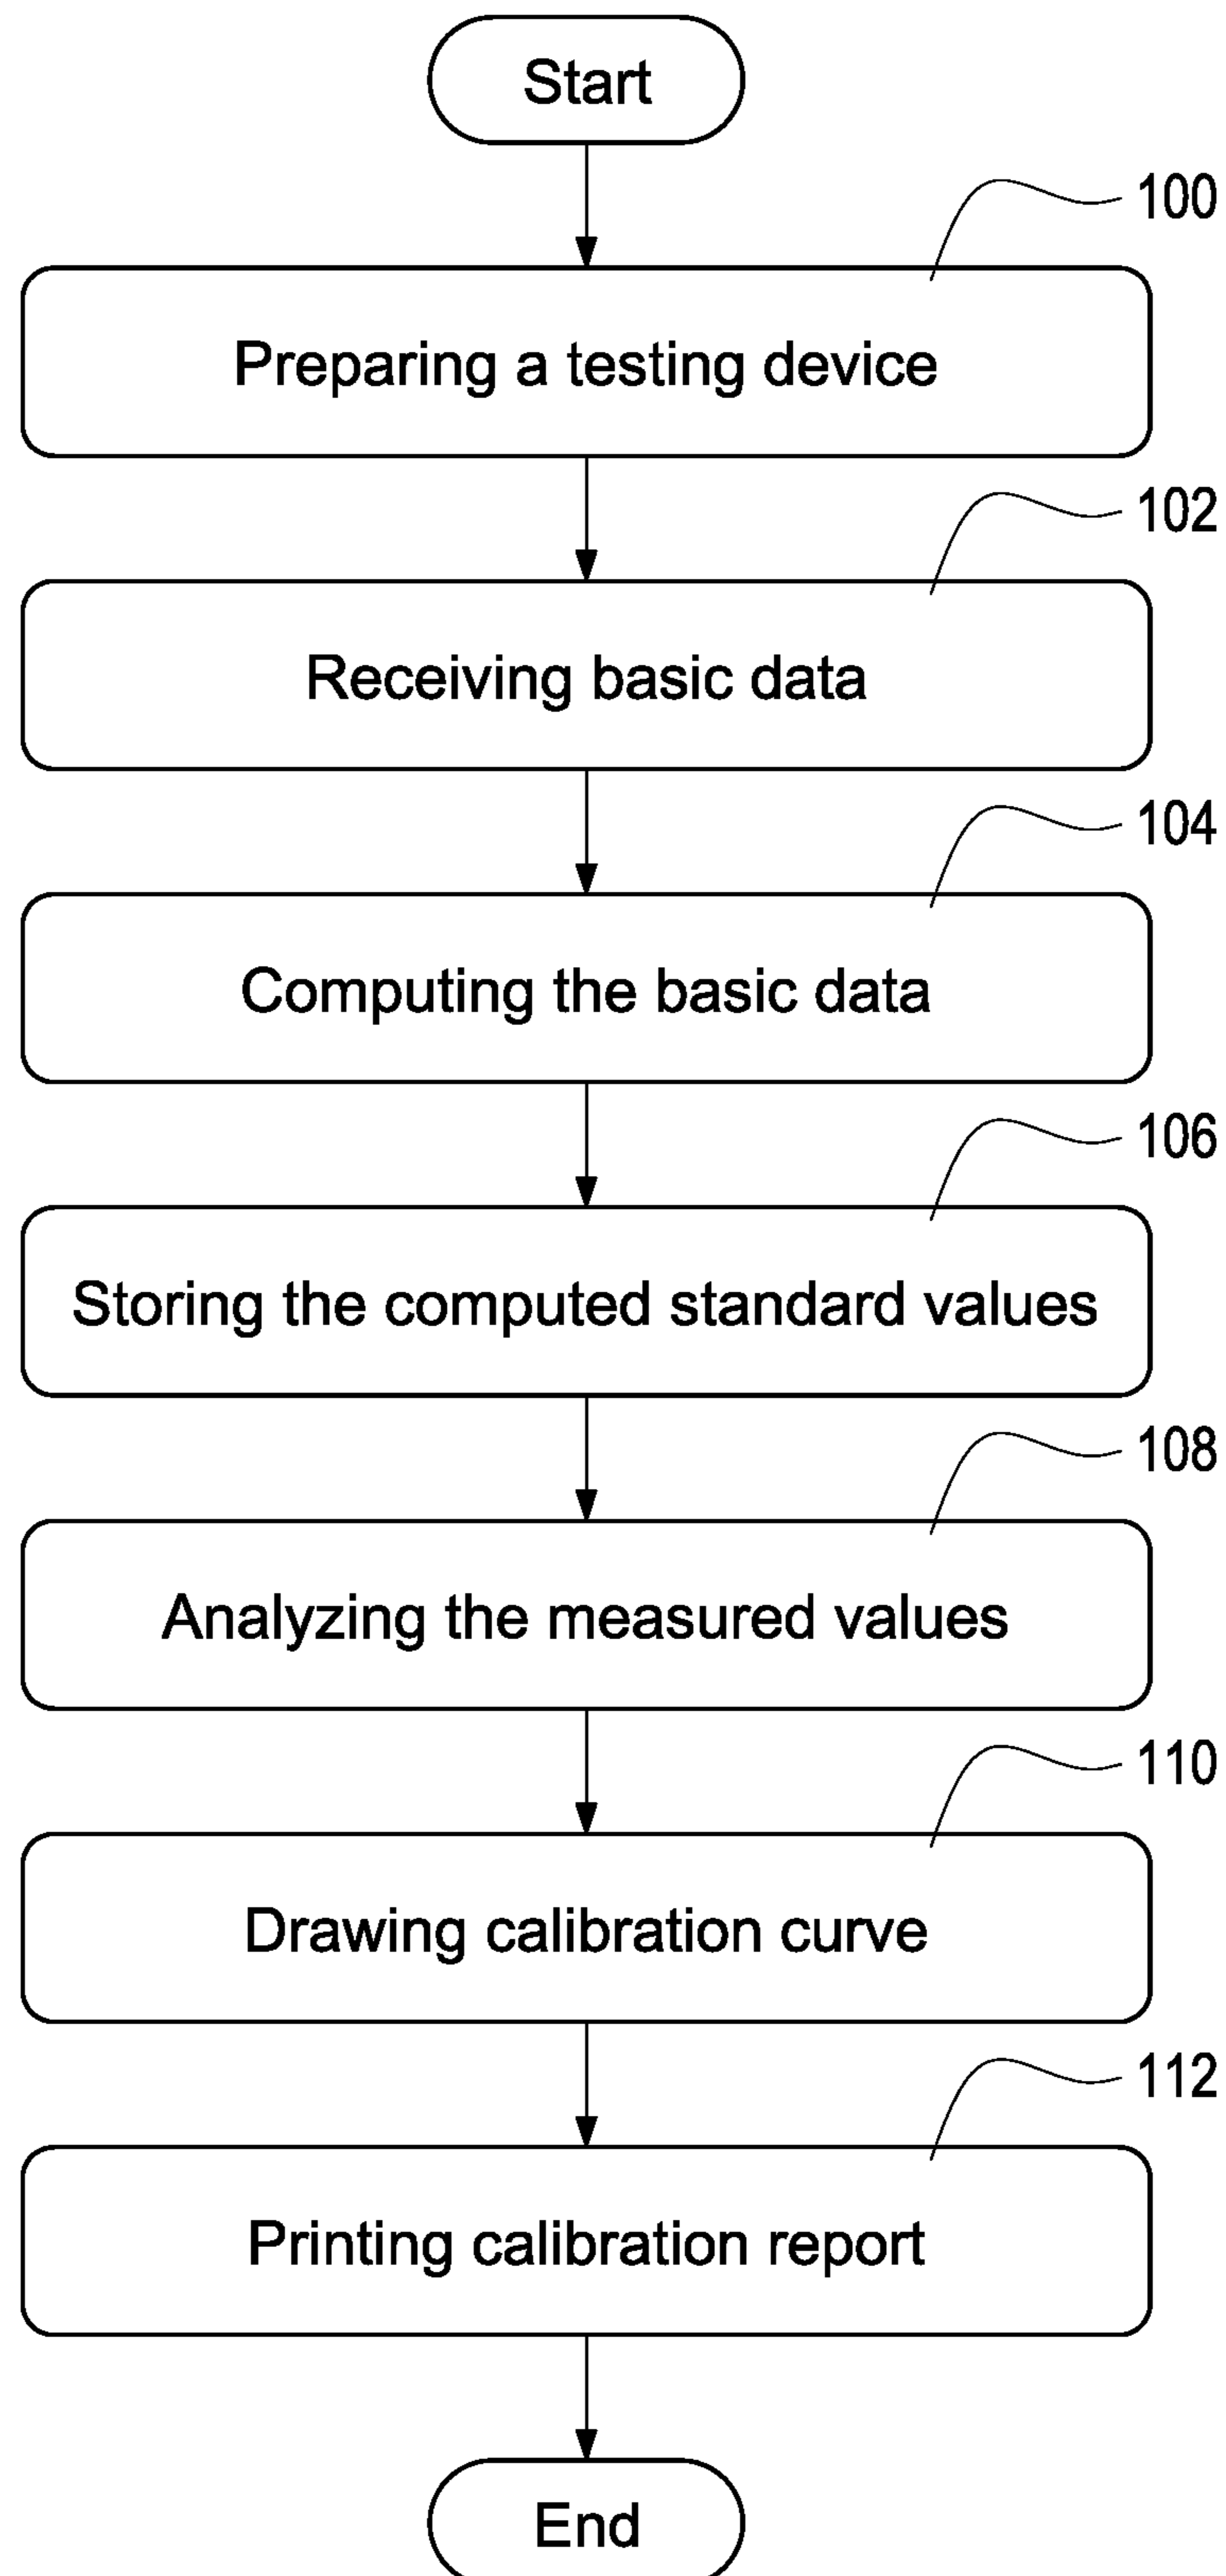 Start
100
Preparing a testing device
102
Receiving basic data
104
Computing the basic data
106
Storing the computed standard values
108
Analyzing the measured values
110
Drawing calibration curve
112
Printing calibration report
End